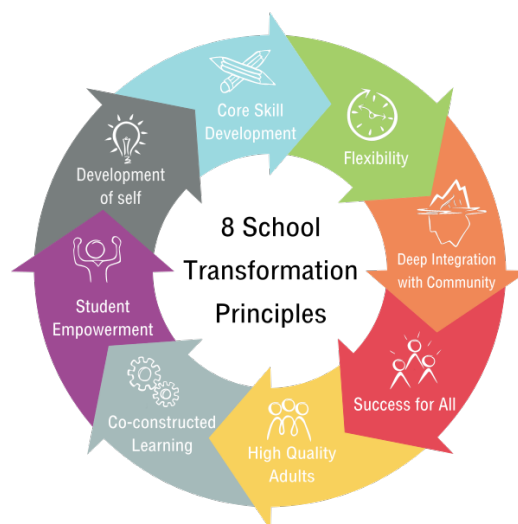 8 School
Transformation
Principles
Core Skill
Development
Flexibility
Deep Integration
with Community
Success for All
High Quality
Adults
Co-constructed
Learning
Student
Empowerment
Development
of self